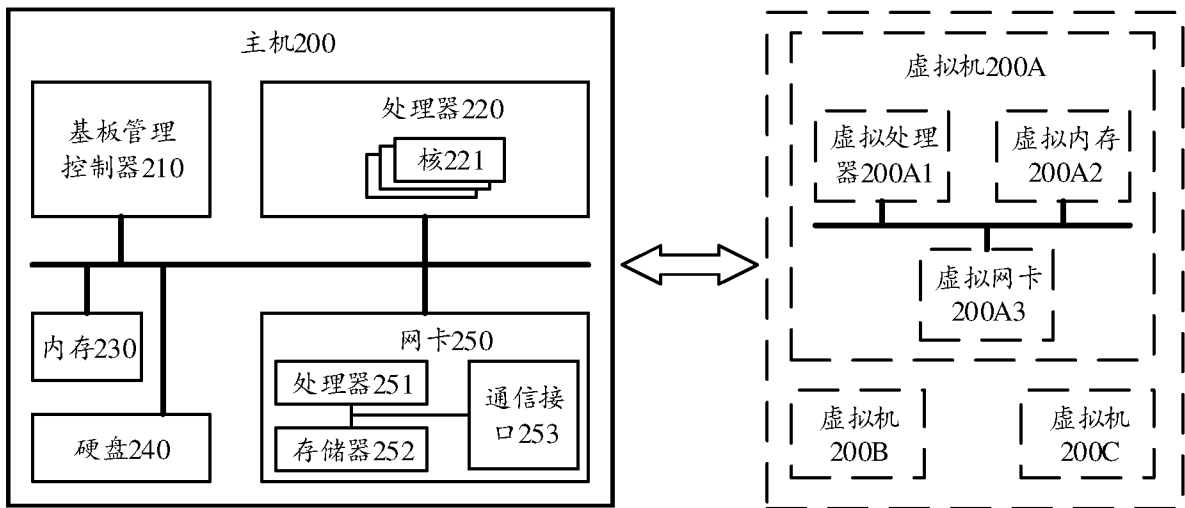 主机200
基板管理
控制器210
处理器220
核221
内存230
硬盘240
网卡250
处理器251
存储器252
通信接
口253
虚拟机200A
虚拟处理
器200A1
虚拟内存
200A2
虚拟网卡
200A3
虚拟机
200B
虚拟机
200C